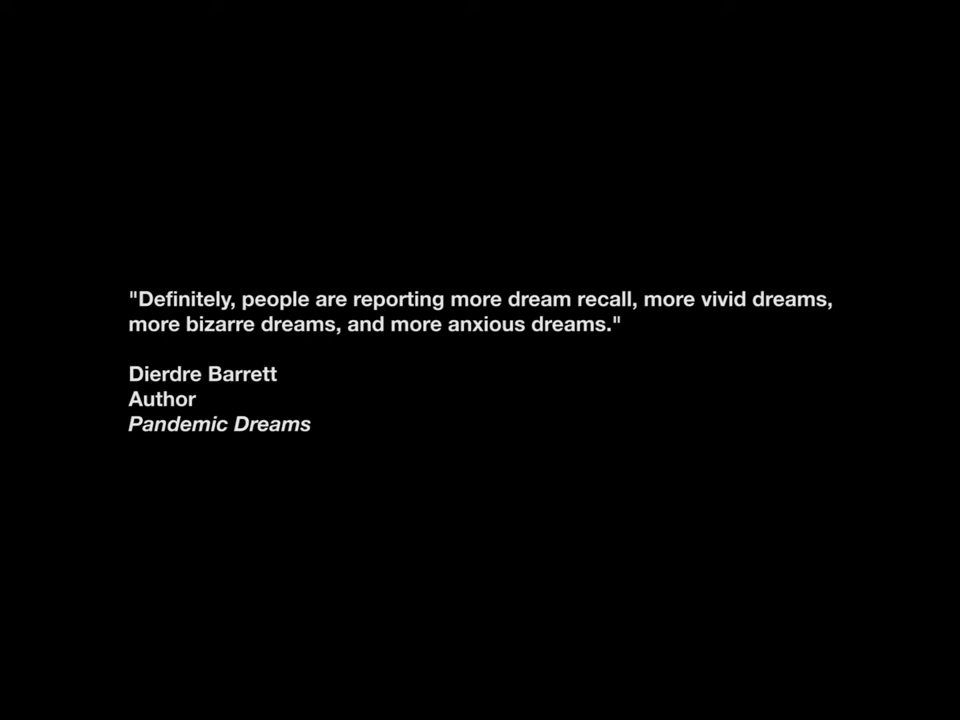 "Definitely, people are reporting more dream recall, more vivid dreams,
more bizarre dreams, and more anxious dreams."
Dierdre Barrett
Author
Pandemic Dreams